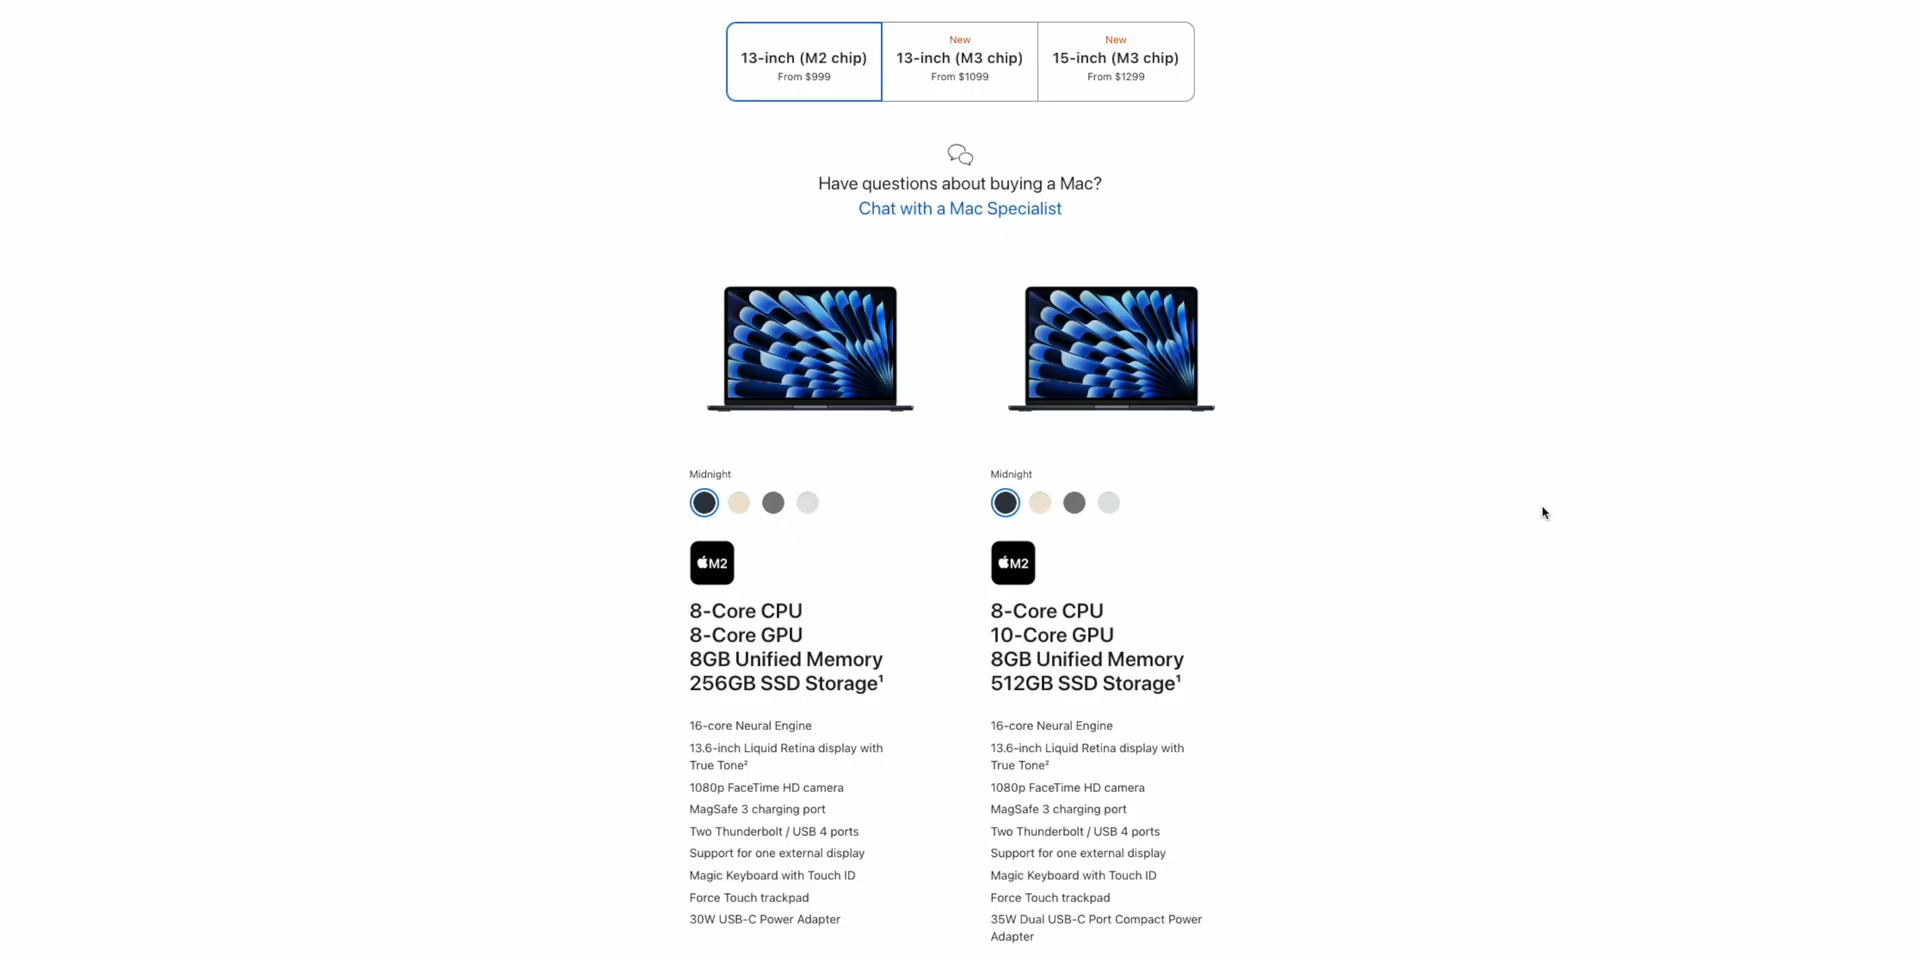 13-inch (M2 chip)
From $999
New
13-inch (M3 chip)
From $1099
New
15-inch (M3 chip)
From $1299
Have questions about buying a Mac?
Chat with a Mac Specialist
Midnight
M2
8-Core CPU
8-Core GPU
8GB Unified Memory
256GB SSD Storage¹
16-core Neural Engine
13.6-inch Liquid Retina display with
True Tone²
1080p FaceTime HD camera
MagSafe 3 charging port
Two Thunderbolt / USB 4 ports
Support for one external display
Magic Keyboard with Touch ID
Force Touch trackpad
30W USB-C Power Adapter
Midnight
M2
8-Core CPU
10-Core GPU
8GB Unified Memory
512GB SSD Storage¹
16-core Neural Engine
13.6-inch Liquid Retina display with
True Tone²
1080p FaceTime HD camera
MagSafe 3 charging port
Two Thunderbolt / USB 4 ports
Support for one external display
Magic Keyboard with Touch ID
Force Touch trackpad
35W Dual USB-C Port Compact Power
Adapter